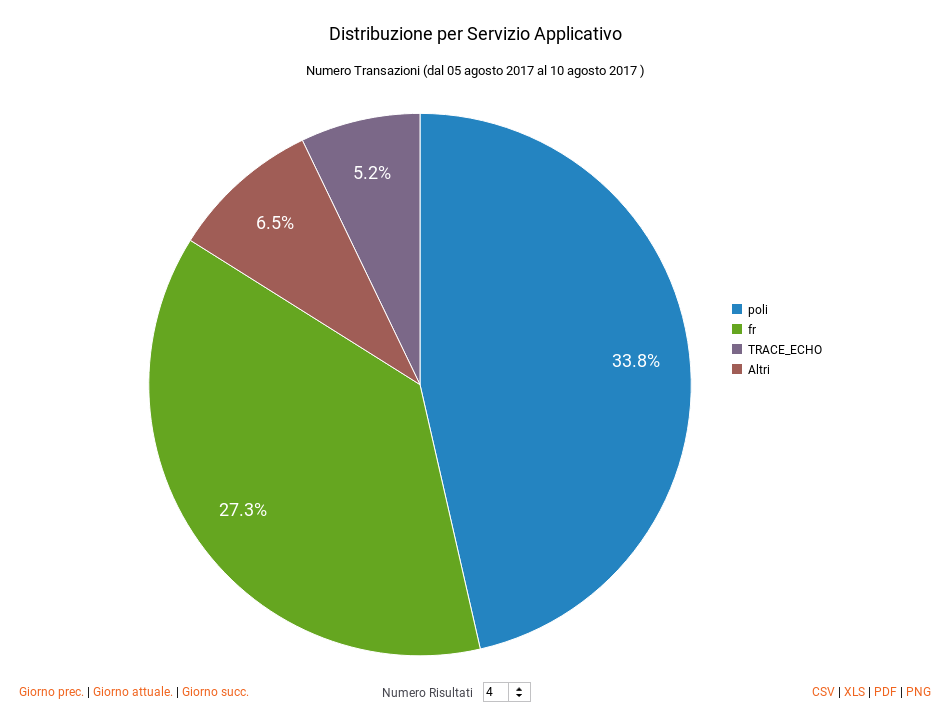 Distribuzione per Servizio Applicativo
Numero Transazioni (dal 05 agosto 2017 al 10 agosto 2017 )
5.2%
6.5%
33.8%
27.3%
poli
fr
TRACE_ECHO
Altri
Giorno prec. | Giorno attuale. | Giorno succ.
Numero Risultati 4
CSV | XLS | PDF | PNG